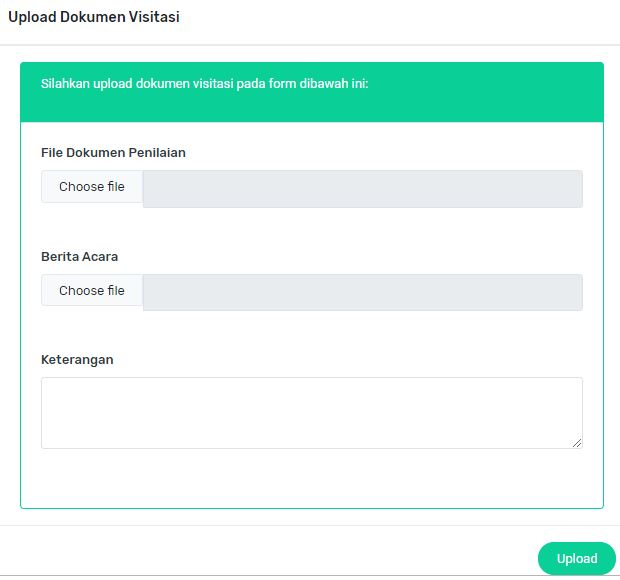 Upload Dokumen Visitasi
Silahkan upload dokumen visitasi pada form dibawah ini:
File Dokumen Penilaian
Choose file
Berita Acara
Choose file
Keterangan
Upload